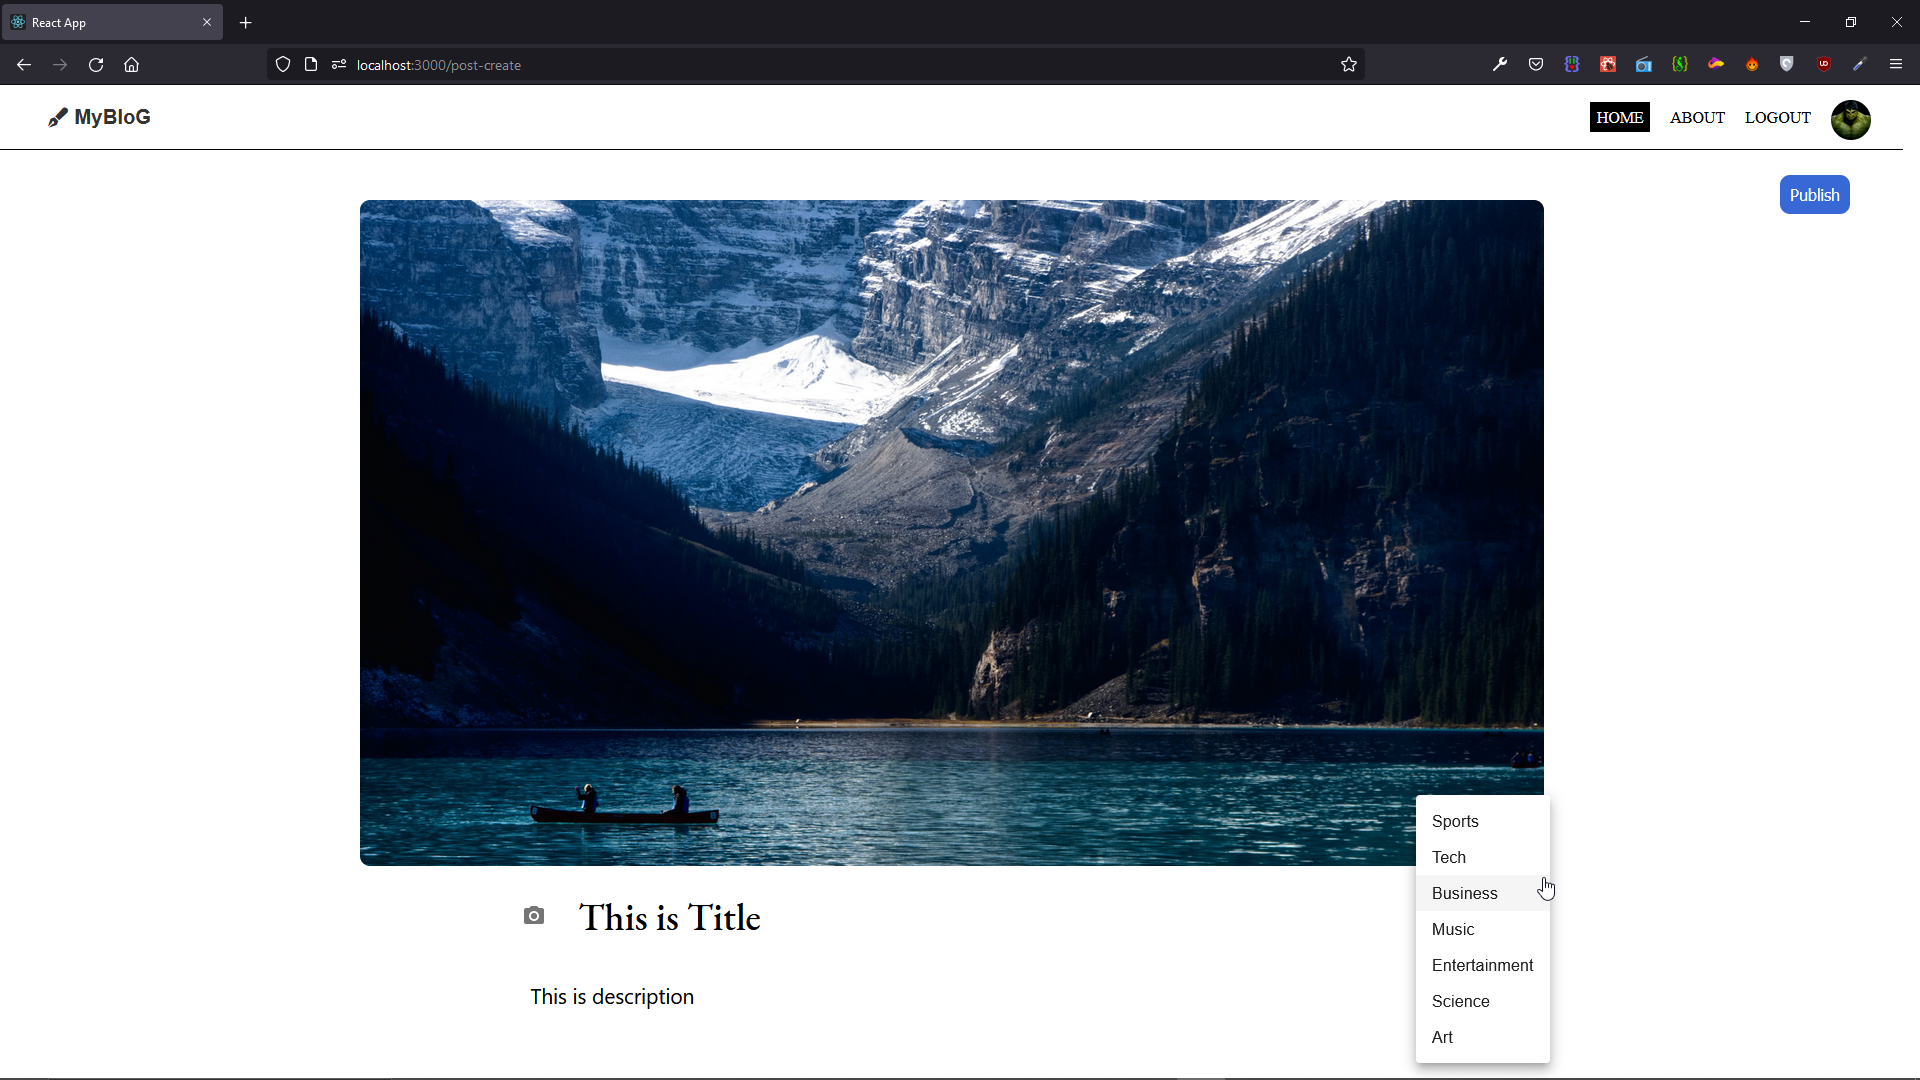 React App
localhost:3000/post-create
MyBloG
HOME ABOUT LOGOUT
Publish
This is Title
This is description
Sports
Tech
Business
Music
Entertainment
Science
Art